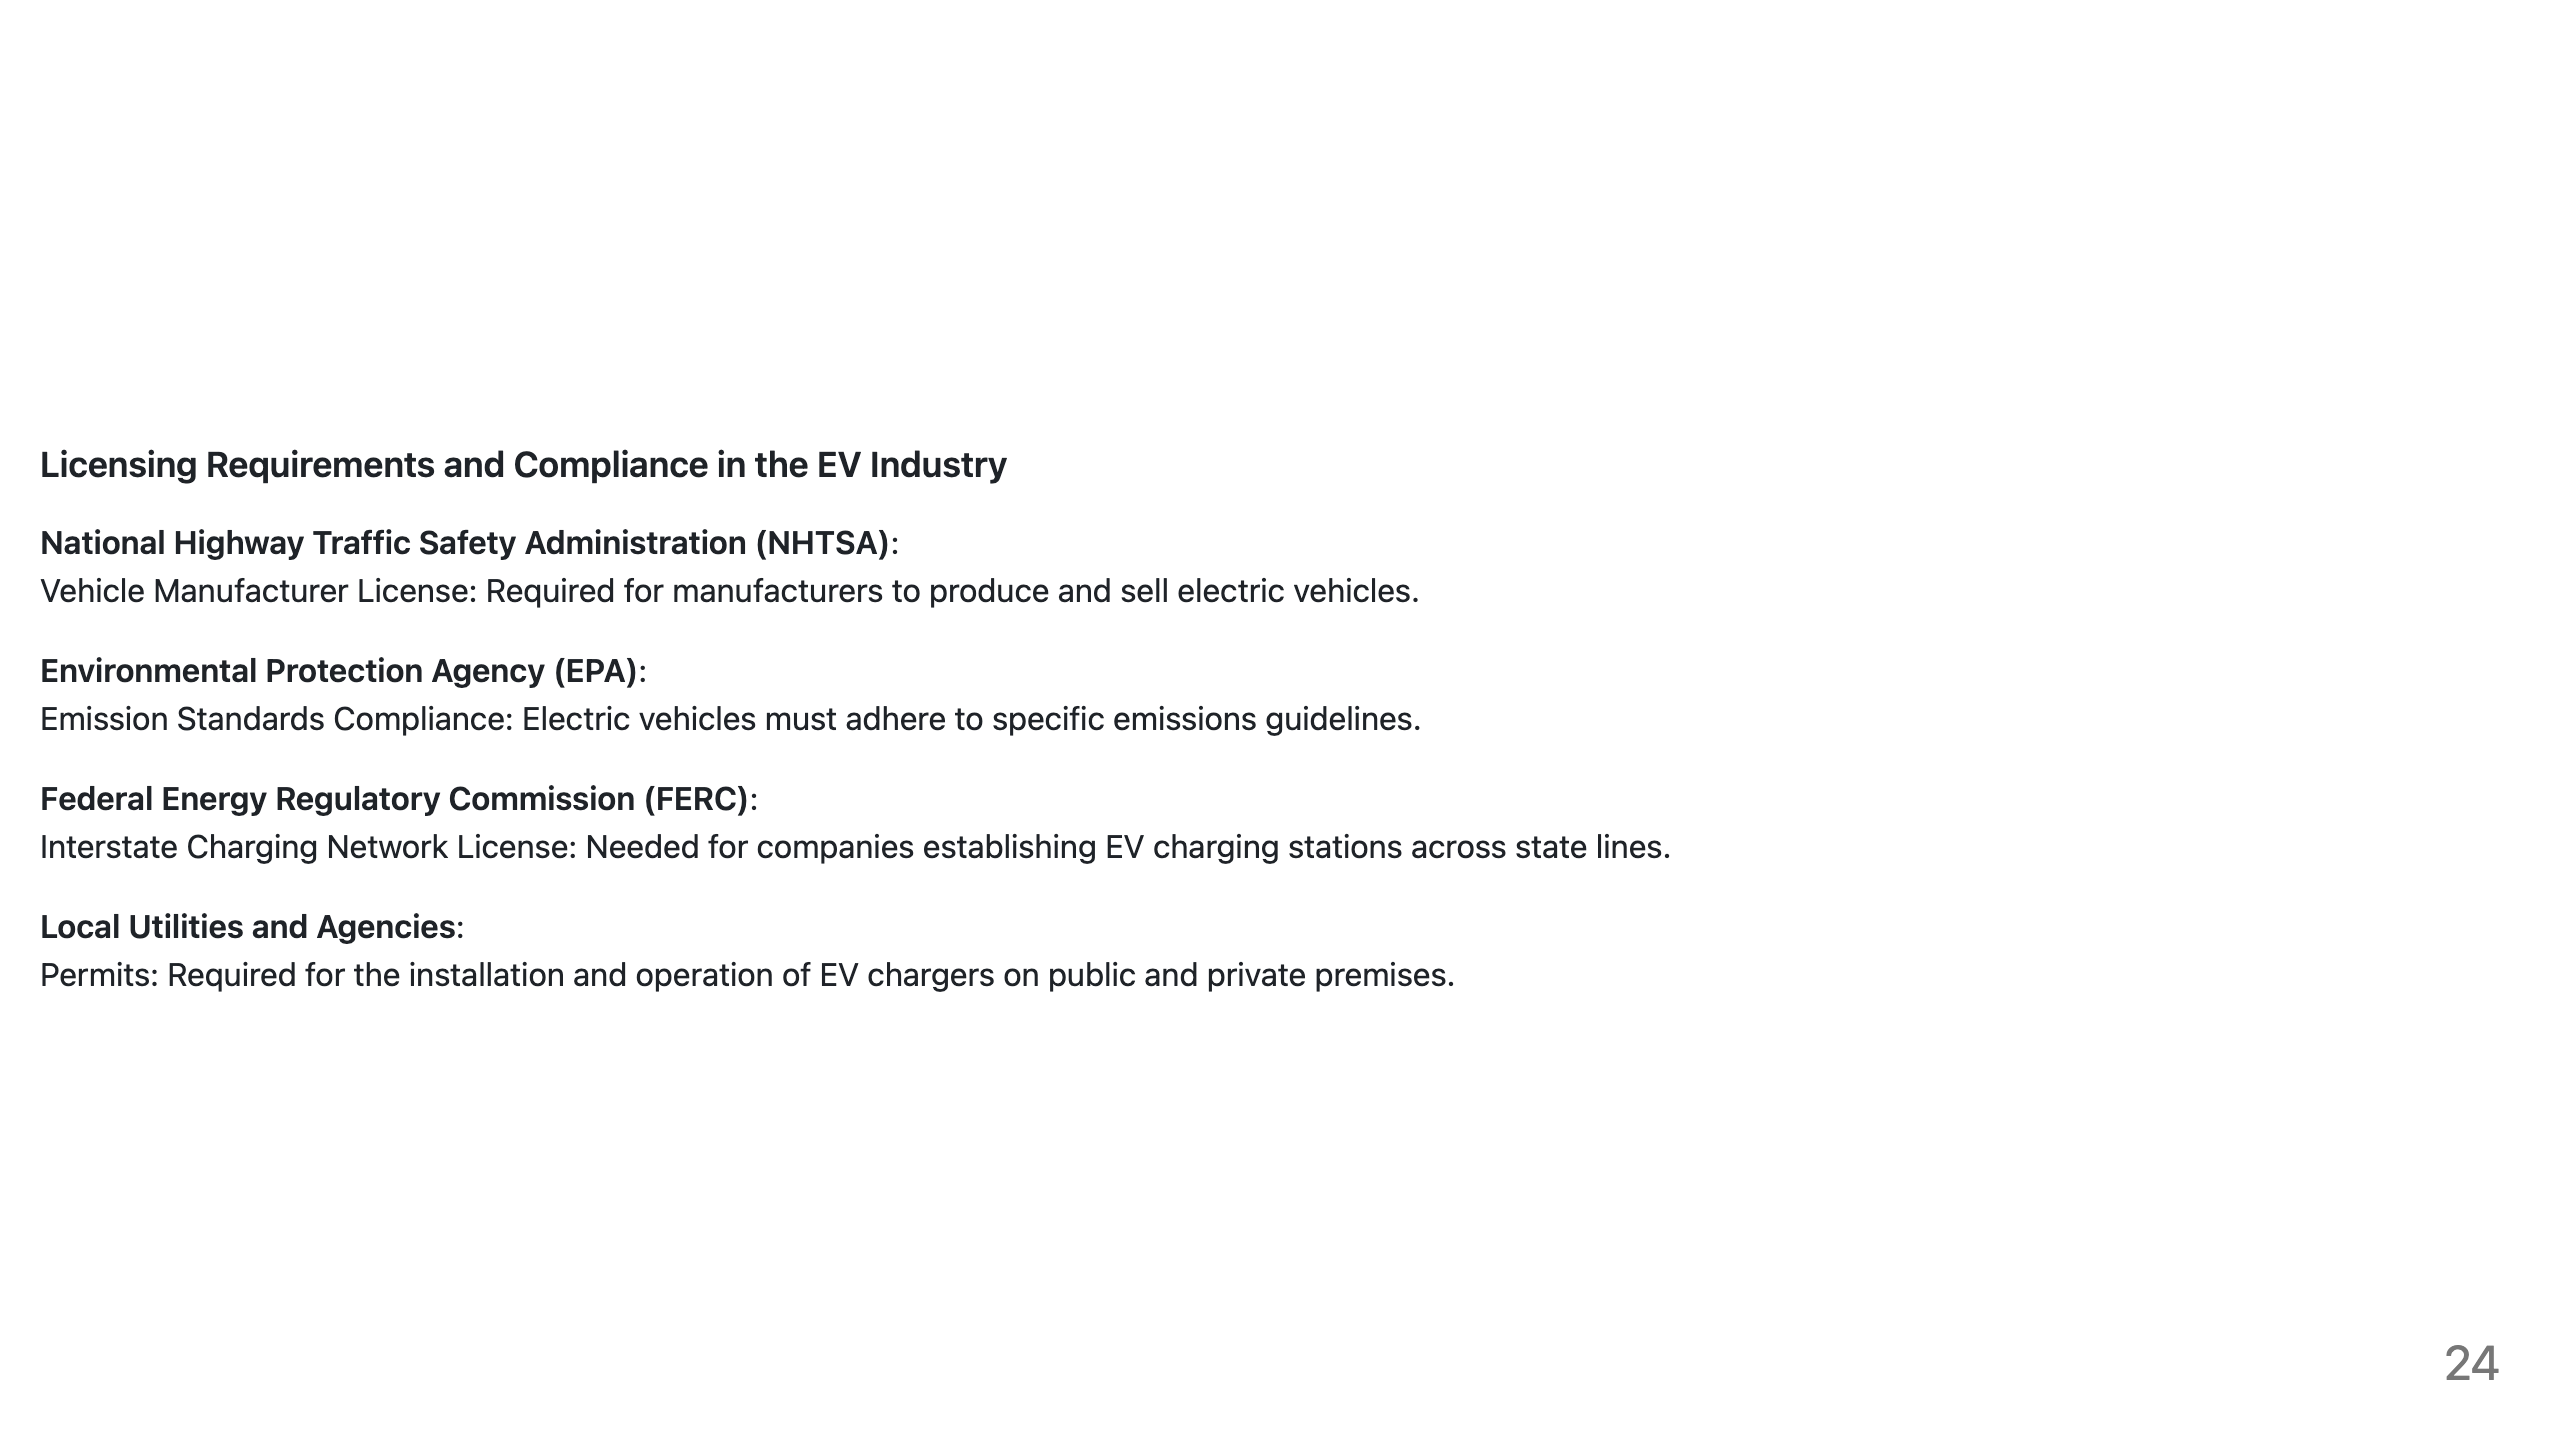 Licensing Requirements and Compliance in the EV Industry
National Highway Traffic Safety Administration (NHTSA):
Vehicle Manufacturer License: Required for manufacturers to produce and sell electric vehicles.
Environmental Protection Agency (EPA):
Emission Standards Compliance: Electric vehicles must adhere to specific emissions guidelines.
Federal Energy Regulatory Commission (FERC):
Interstate Charging Network License: Needed for companies establishing EV charging stations across state lines.
Local Utilities and Agencies:
Permits: Required for the installation and operation of EV chargers on public and private premises.
24